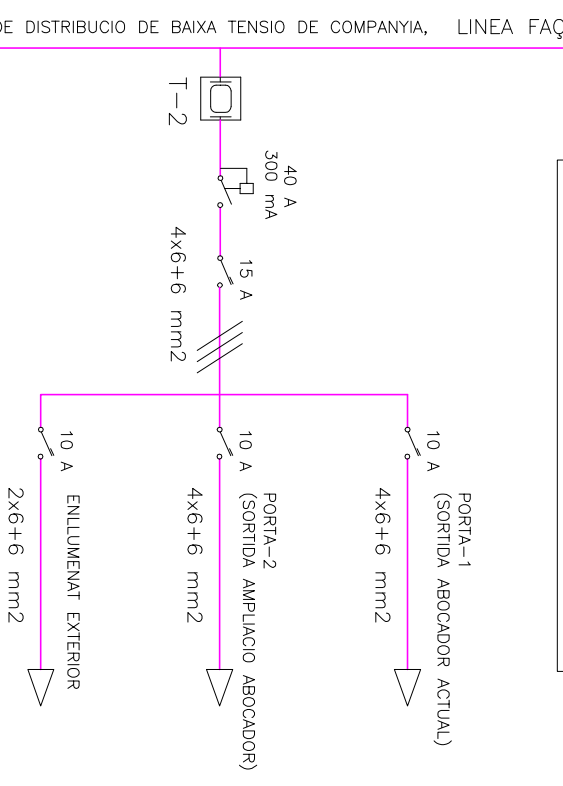 DE DISTRIBUCIO DE BAIXA TENSIO DE COMPANYIA, LINEA FAÇ
T-2
40 A
300 mA
15 A
4x6+6 mm2
10 A
PORTA-1
(SORTIDA ABOCADOR ACTUAL)
4x6+6 mm2
10 A
PORTA-2
(SORTIDA AMPLIACIO ABOCADOR)
4x6+6 mm2
10 A
ENLLUMENAT EXTERIOR
2x6+6 mm2